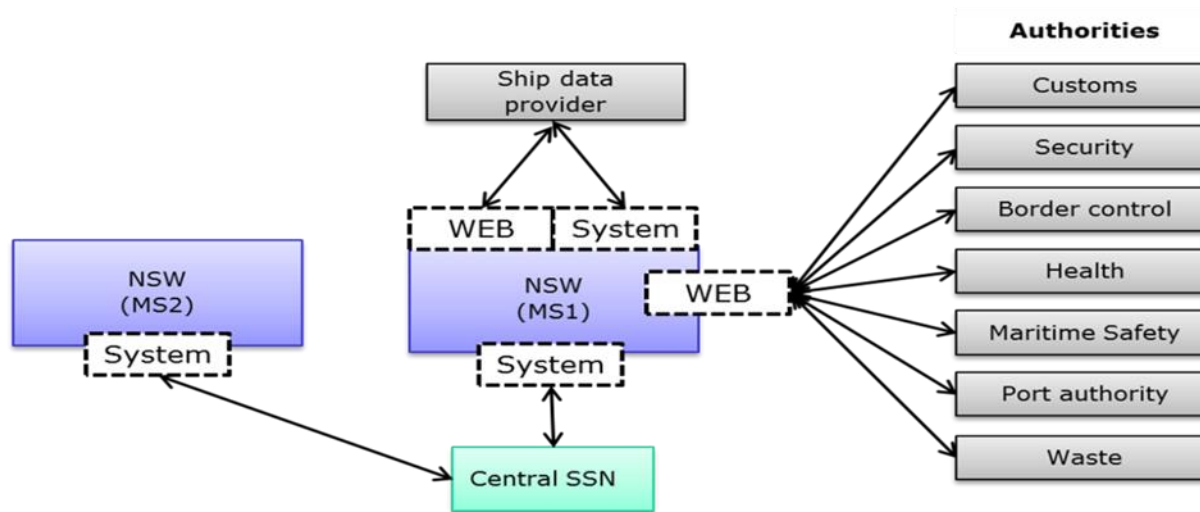 Authorities
Ship data
provider
Customs
Security
Border control
Health
Maritime Safety
Port authority
Waste
WEB
System
NSW
(MS1)
WEB
System
NSW
(MS2)
System
Central SSN